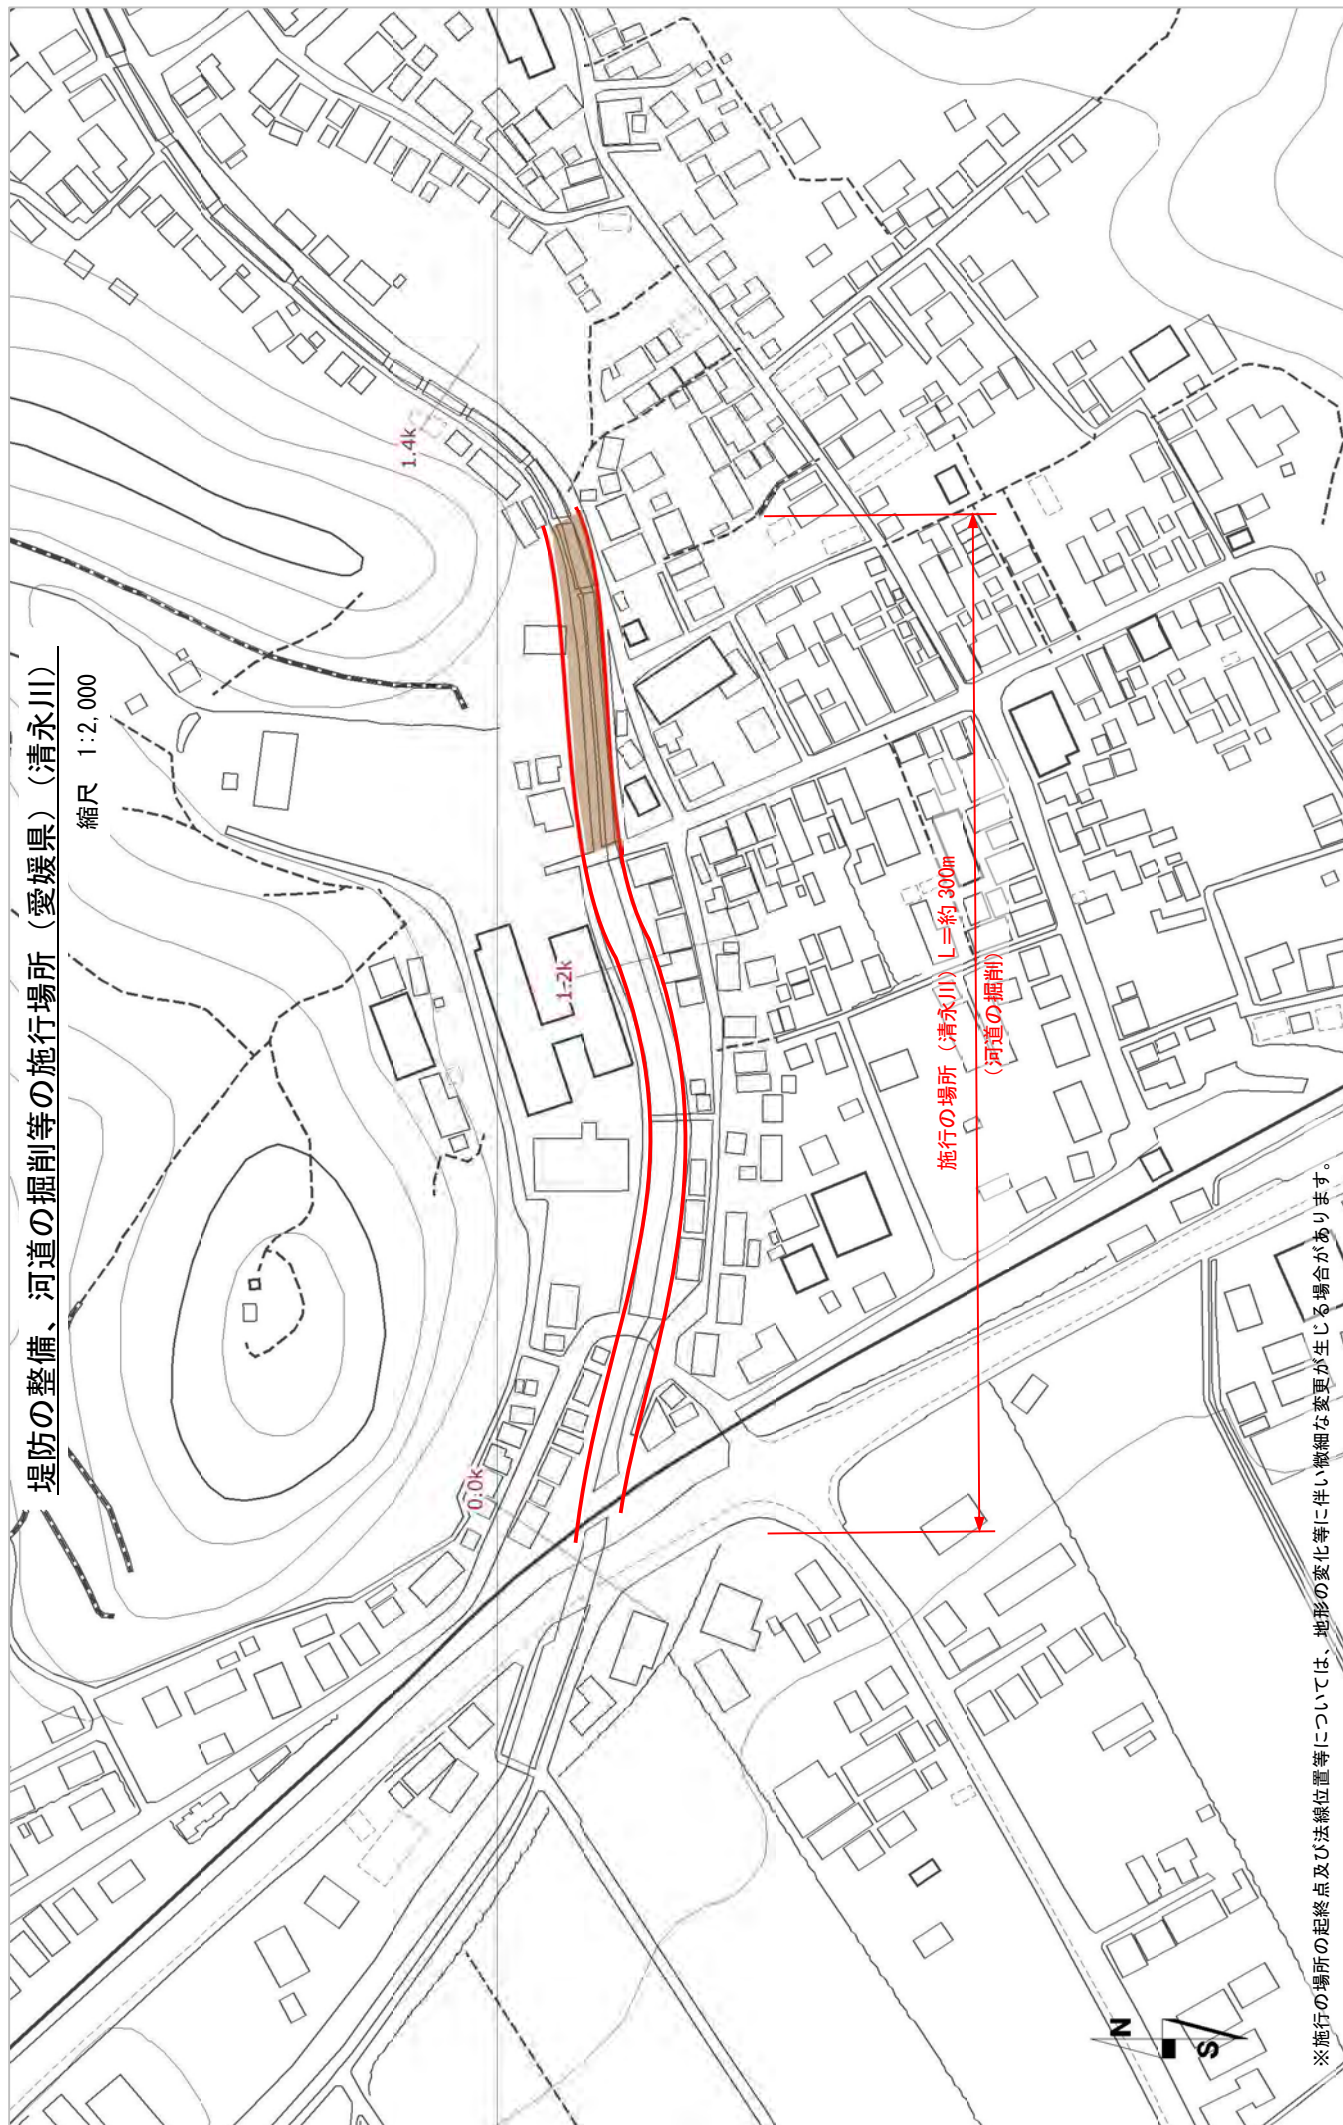 堤防の整備、河道の掘削等の施行場所（愛媛県）（清永川）
縮尺　1:2,000
1.4k
1.2k
0.0k
施行の場所（清永川）L＝約300m
（河道の掘削）
N
S
※施行の場所の起終点及び法線位置等については、地形の変化等に伴い微細な変更が生じる場合があります。